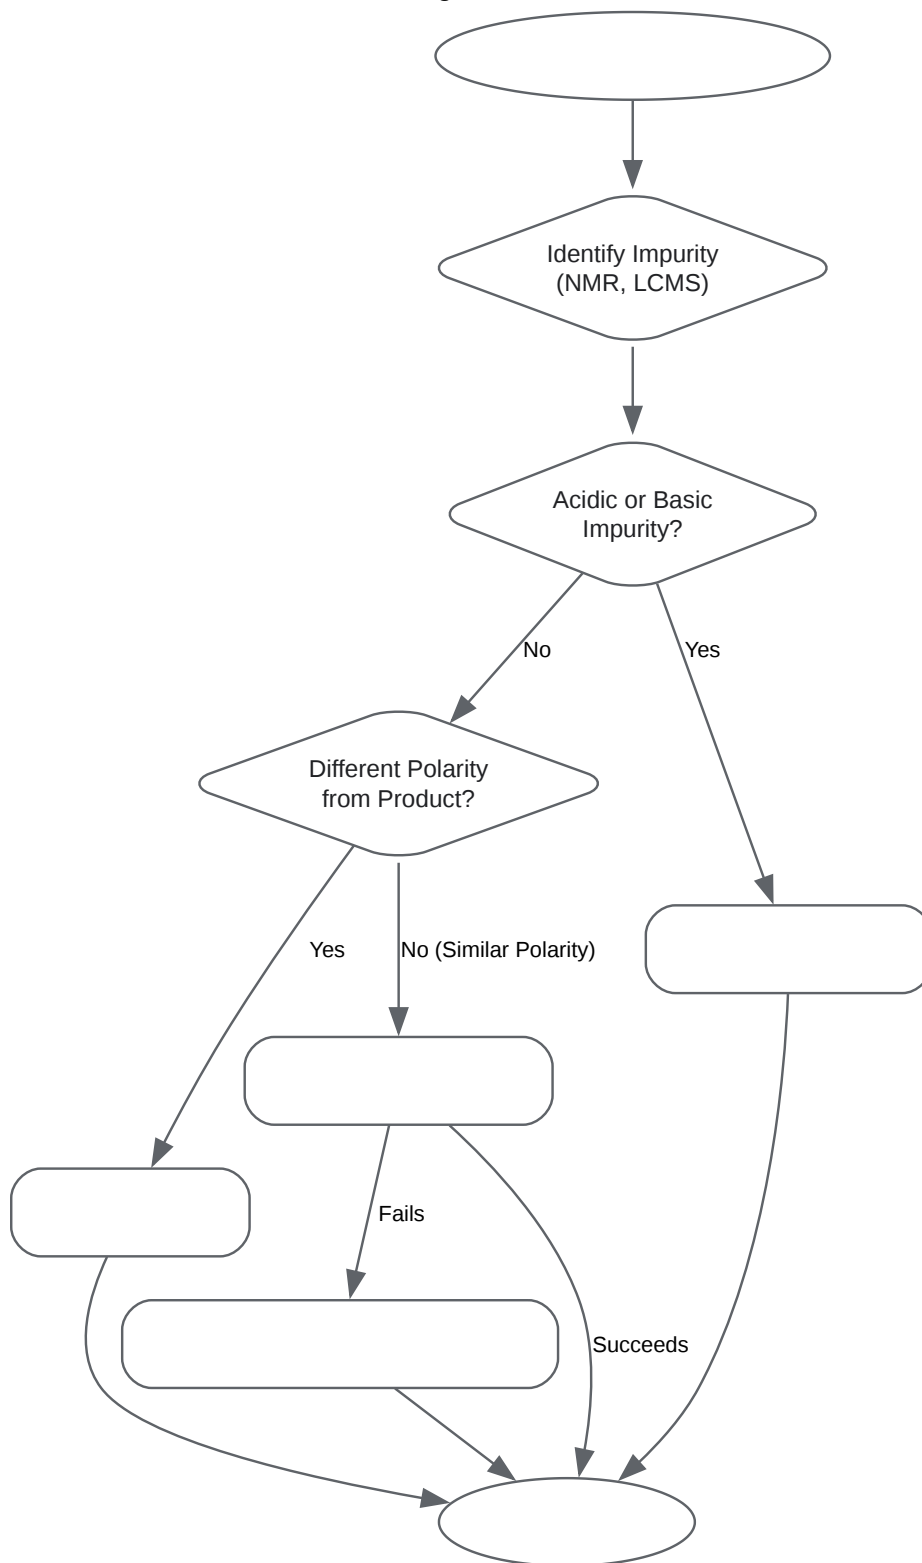 Identify Impurity
(NMR, LCMS)
Acidic or Basic
Impurity?
No
Yes
Different Polarity
from Product?
Yes
No (Similar Polarity)
Fails
Succeeds